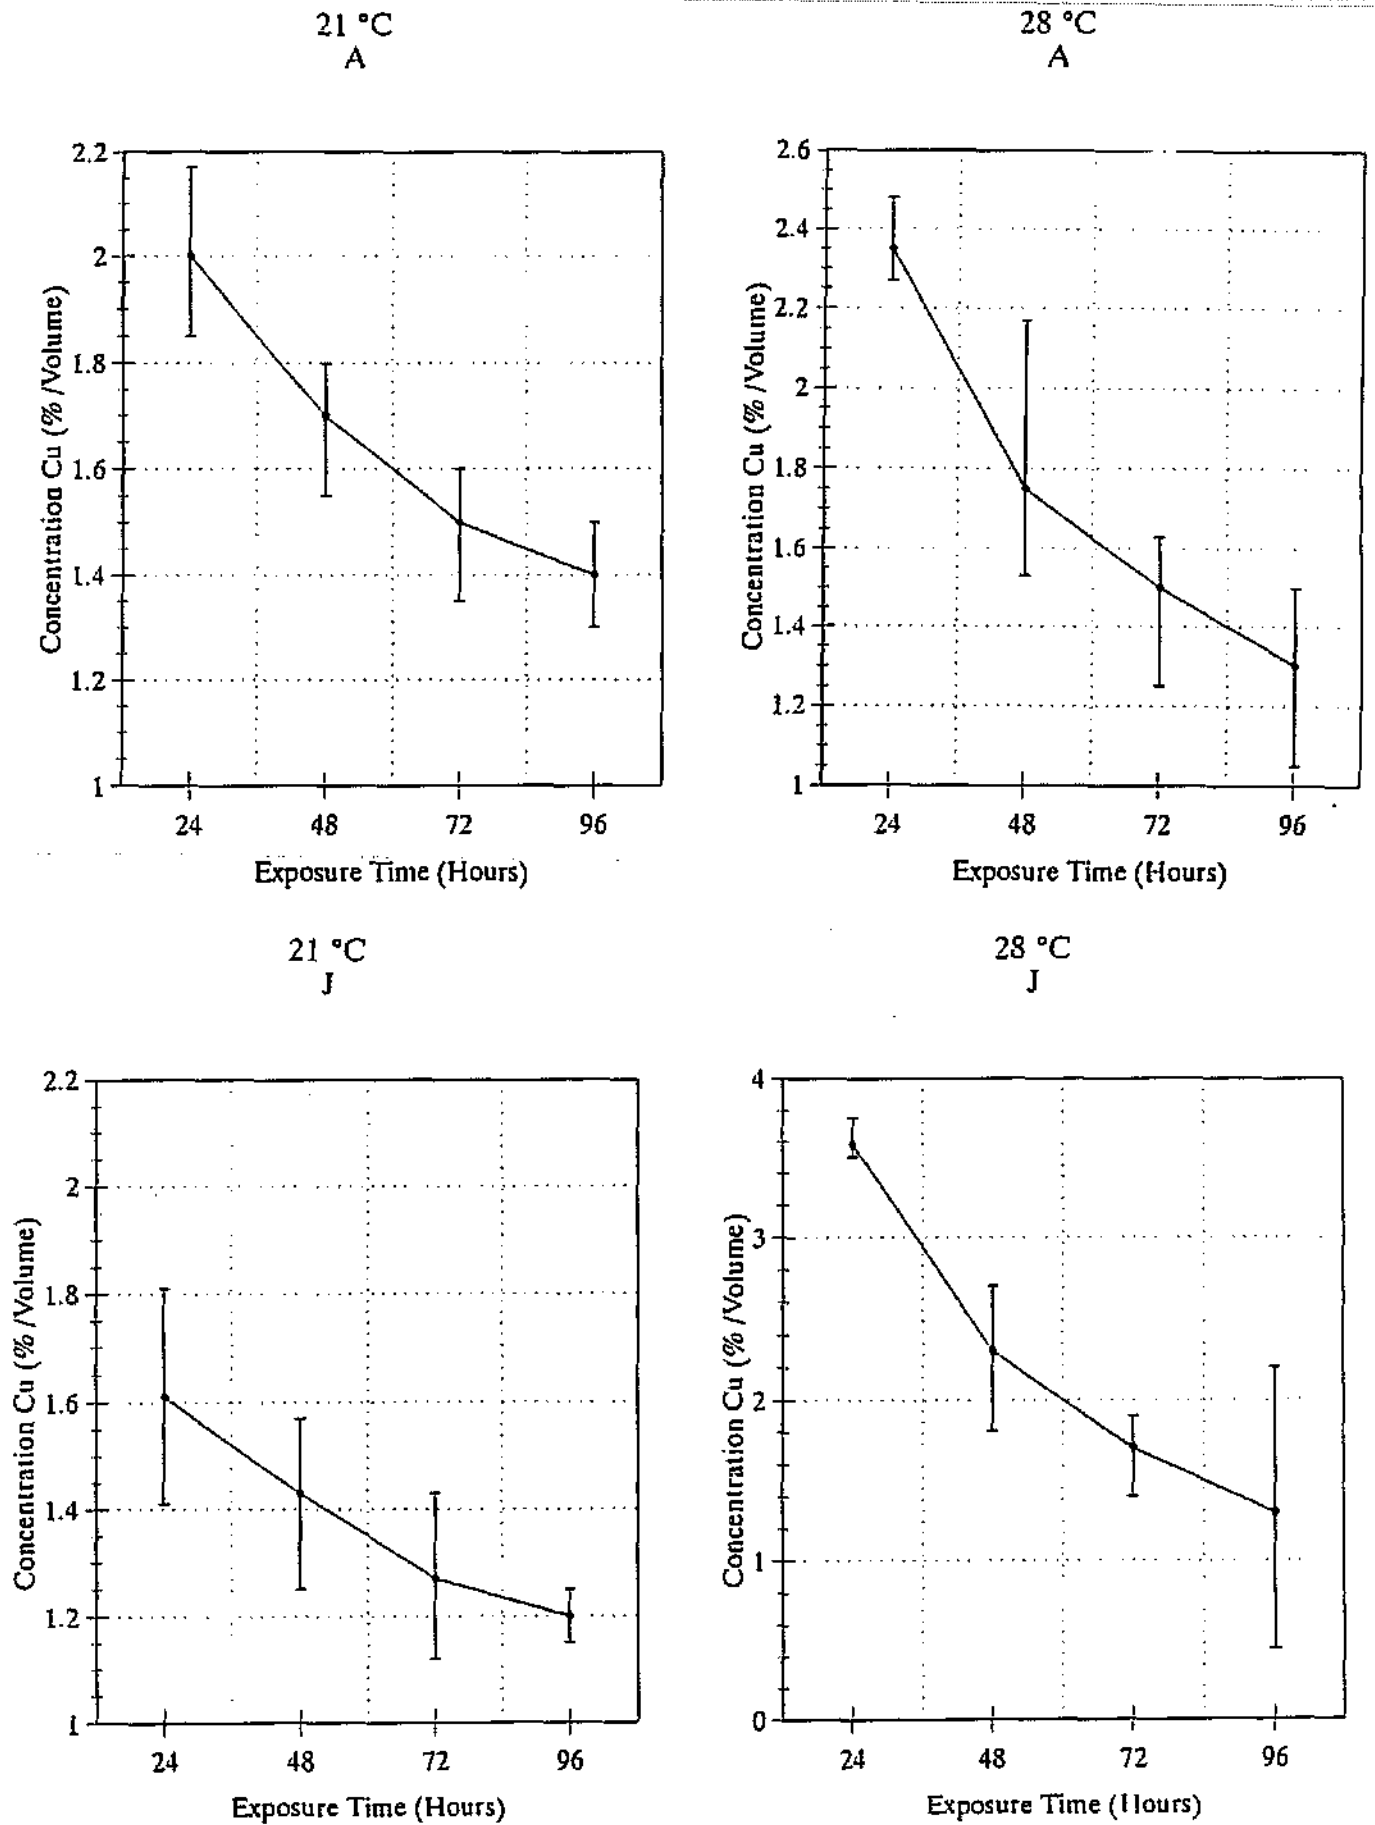 21 °C
A
2.2
2
1.8
1.6
1.4
1.2
1
24 48 72 96
Concentration Cu (% /Volume)
Exposure Time (Hours)
28 °C
A
2.6
2.4
2.2
2
1.8
1.6
1.4
1.2
1
24 48 72 96
Concentration Cu (% /Volume)
Exposure Time (Hours)
21 °C
J
2.2
2
1.8
1.6
1.4
1.2
1
24 48 72 96
Concentration Cu (% /Volume)
Exposure Time (Hours)
28 °C
J
4
3
2
1
0
24 48 72 96
Concentration Cu (% /Volume)
Exposure Time (Hours)